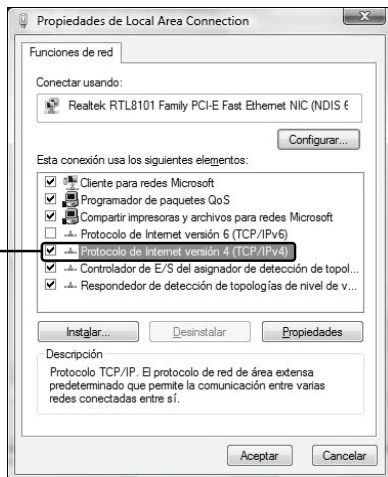 Propiedades de Local Area Connection
Funciones de red
Conectar usando:
Realtek RTL8101 Family PCI-E Fast Ethernet NIC (NDIS 6
Configurar...
Esta conexión usa los siguientes elementos:
Cliente para redes Microsoft
Programador de paquetes QoS
Compartir impresoras y archivos para redes Microsoft
Protocolo de Internet versión 6 (TCP/IPv6)
Protocolo de Internet versión 4 (TCP/IPv4)
Controlador de E/S del asignador de detección de topol...
Respondedor de detección de topologías de nivel de v...
Instalar... Desinstalar Propiedades
Descripción
Protocolo TCP/IP. El protocolo de red de área extensa
predeterminado que permite la comunicación entre varias
redes conectadas entre sí.
Aceptar Cancelar